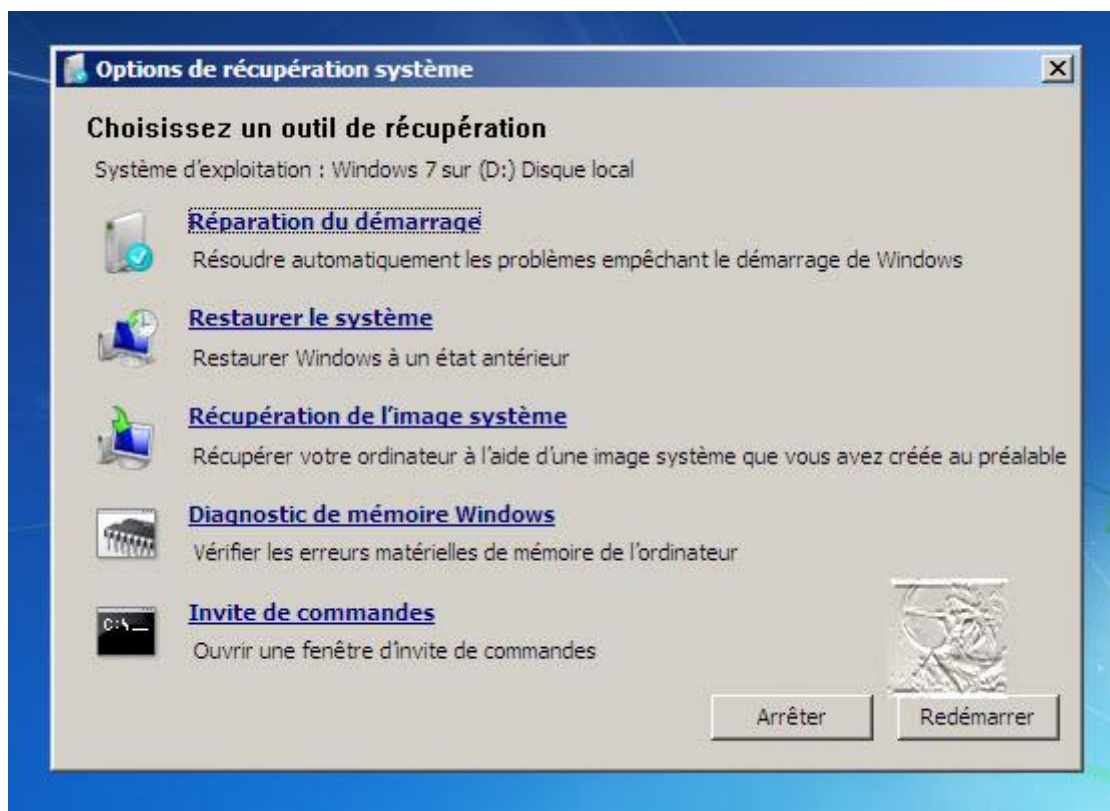 Options de récupération système
Choisissez un outil de récupération
Système d'exploitation : Windows 7 sur (D:) Disque local
Réparation du démarrage
Résoudre automatiquement les problèmes empêchant le démarrage de Windows
Restaurer le système
Restaurer Windows à un état antérieur
Récupération de l'image système
Récupérer votre ordinateur à l'aide d'une image système que vous avez créée au préalable
Diagnostic de mémoire Windows
Vérifier les erreurs matérielles de mémoire de l'ordinateur
C:\_
Invite de commandes
Ouvrir une fenêtre d'invite de commandes
Arrêter
Redémarrer